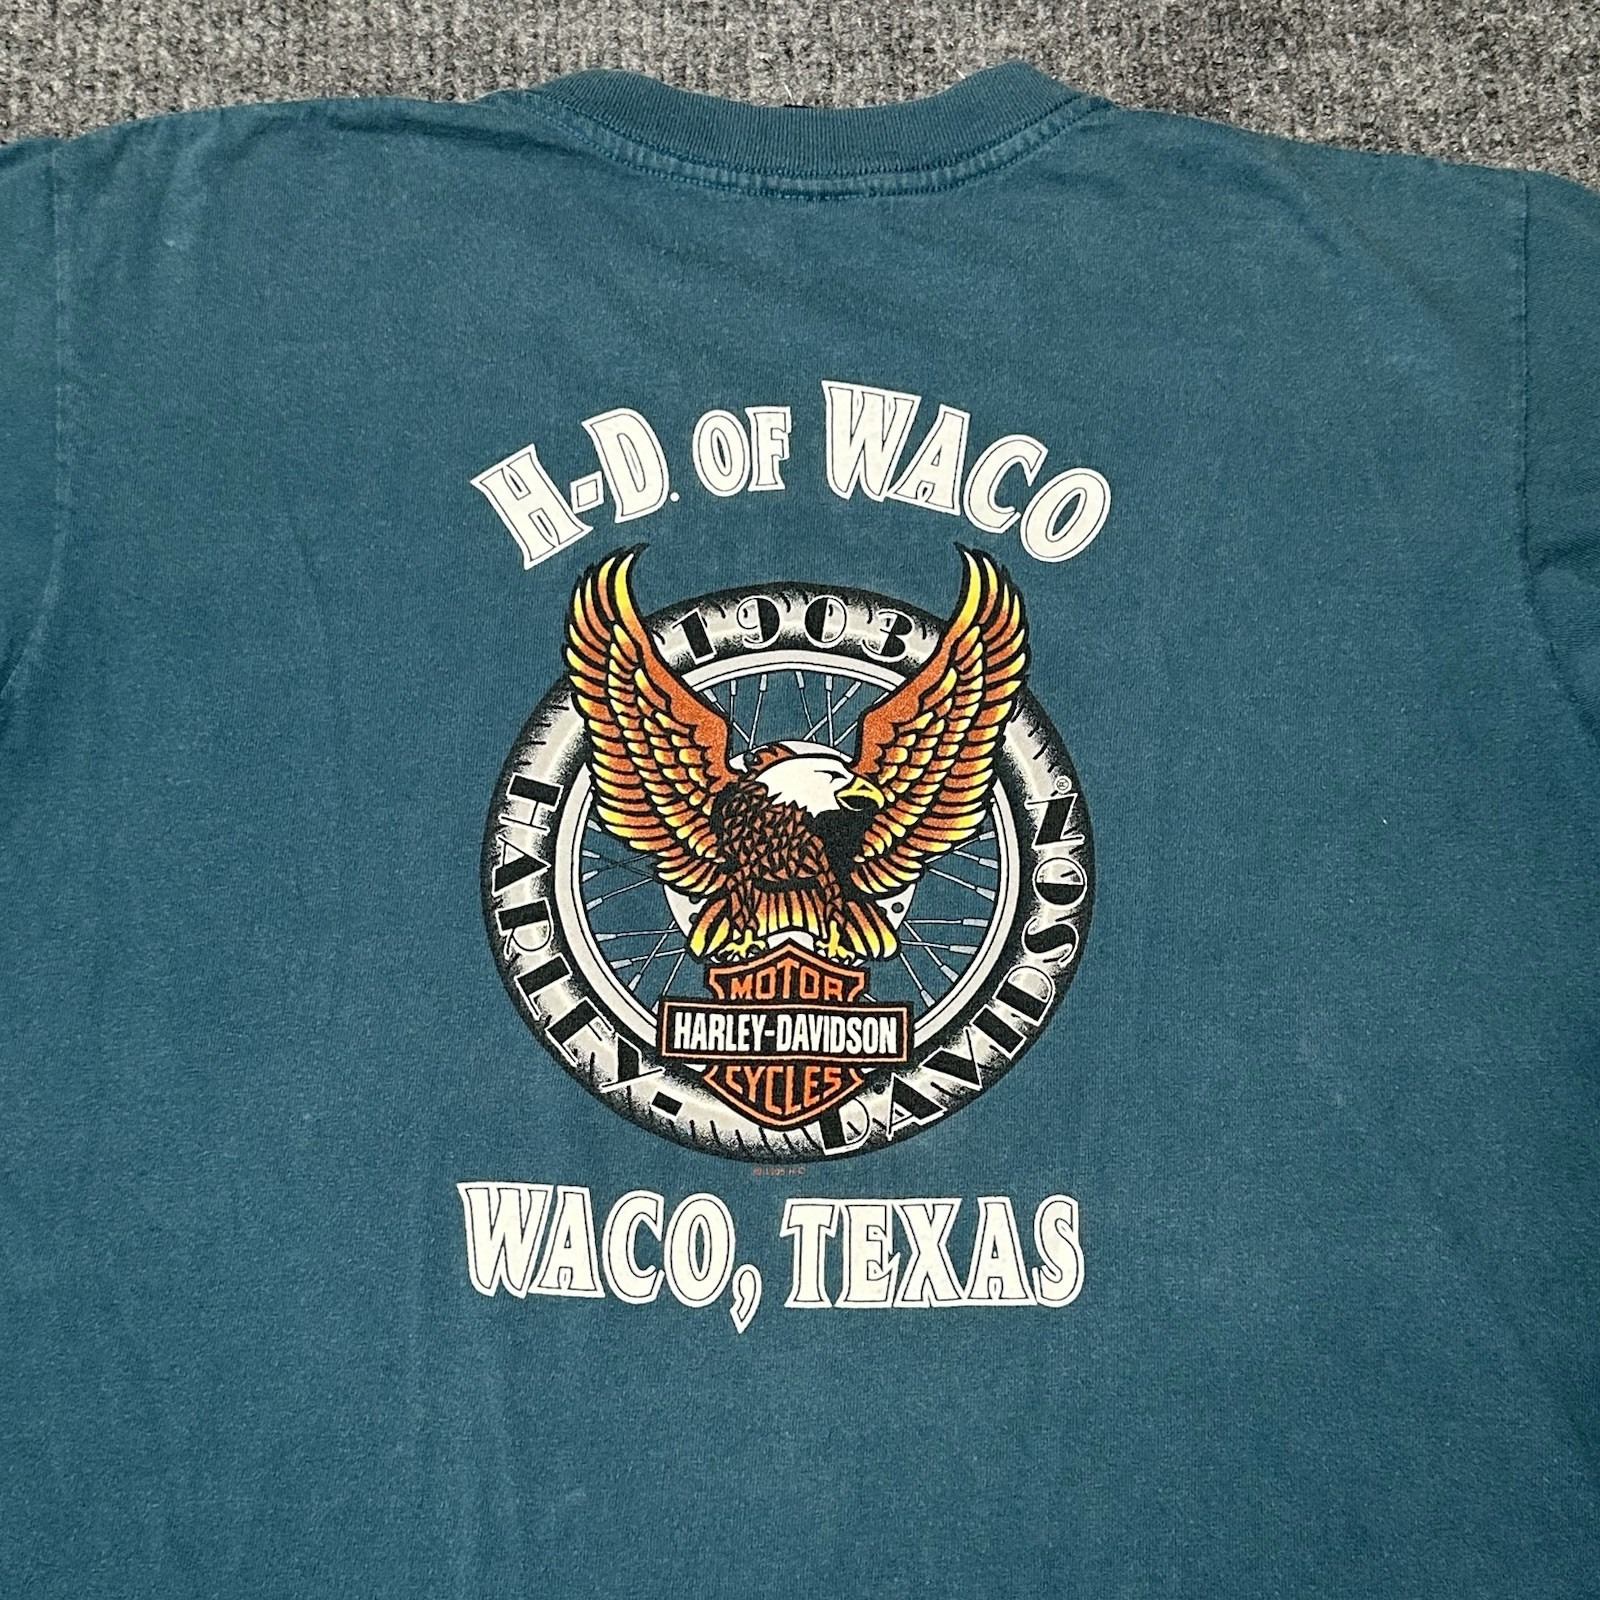 H-D. OF WACO
1903
HARLEY-
DAVIDSON®
MOTOR
HARLEY-DAVIDSON
CYCLES
WACO, TEXAS